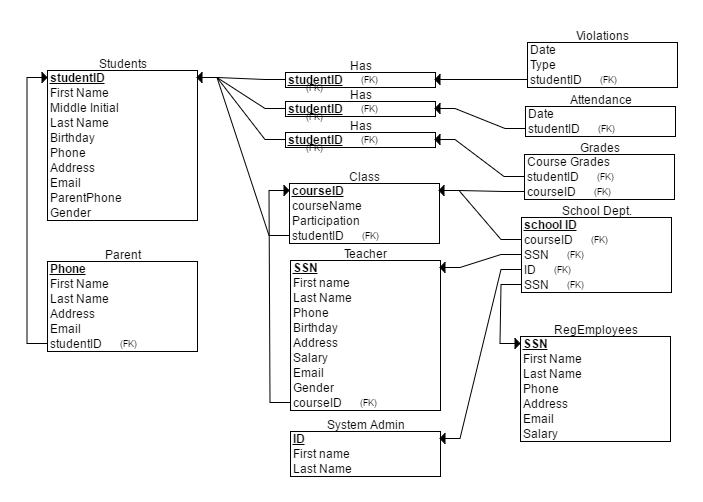 Students
studentID
First Name
Middle Initial
Last Name
Birthday
Phone
Address
Email
ParentPhone
Gender
Parent
Phone
First Name
Last Name
Address
Email
studentID (FK)
Has
studentID (FK)
(FK)
Has
studentID (FK)
(FK)
Has
studentID (FK)
(FK)
Class
courseID
courseName
Participation
studentID (FK)
Teacher
SSN
First name
Last Name
Phone
Birthday
Address
Salary
Email
Gender
courseID (FK)
System Admin
ID
First name
Last Name
Violations
Date
Type
studentID (FK)
Attendance
Date
studentID (FK)
Grades
Course Grades
studentID (FK)
courseID (FK)
School Dept.
school ID
courseID (FK)
SSN (FK)
ID (FK)
SSN (FK)
RegEmployees
SSN
First Name
Last Name
Phone
Address
Email
Salary